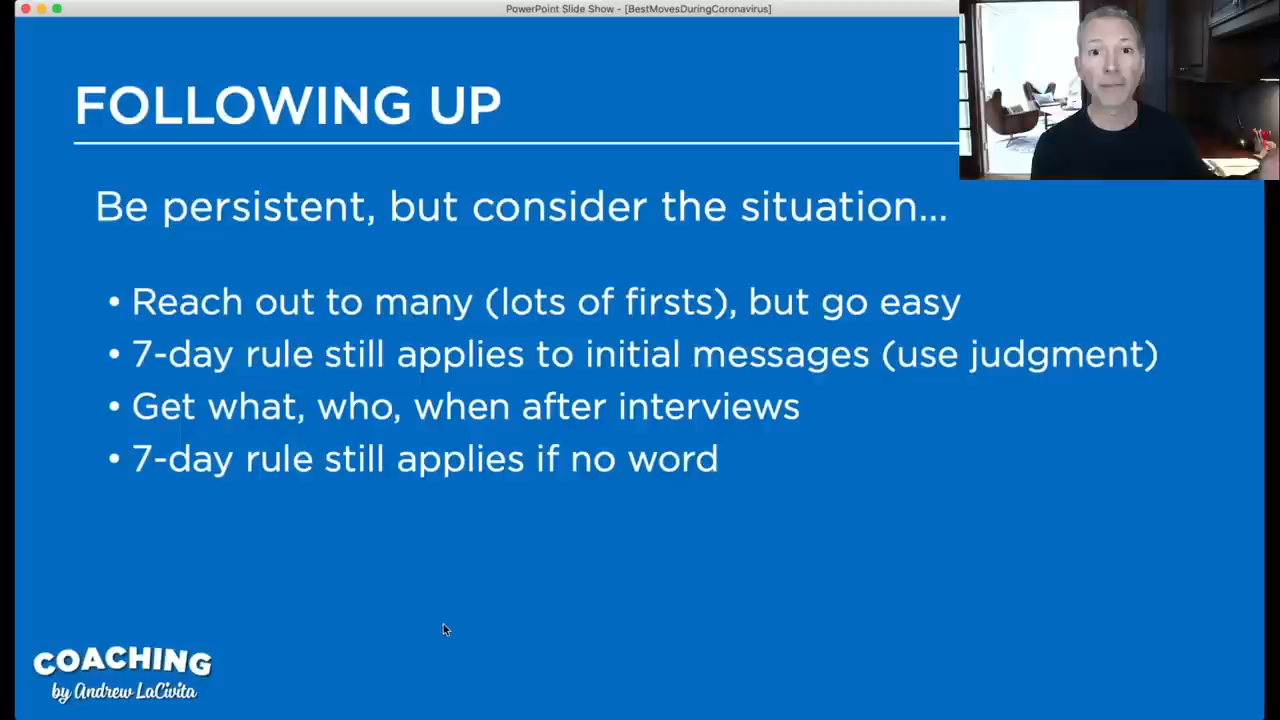 PowerPoint Slide Show - [BestMovesDuringCoronavirus]
FOLLOWING UP
Be persistent, but consider the situation...
• Reach out to many (lots of firsts), but go easy
• 7-day rule still applies to initial messages (use judgment)
• Get what, who, when after interviews
• 7-day rule still applies if no word
COACHING
by Andrew LaCivita